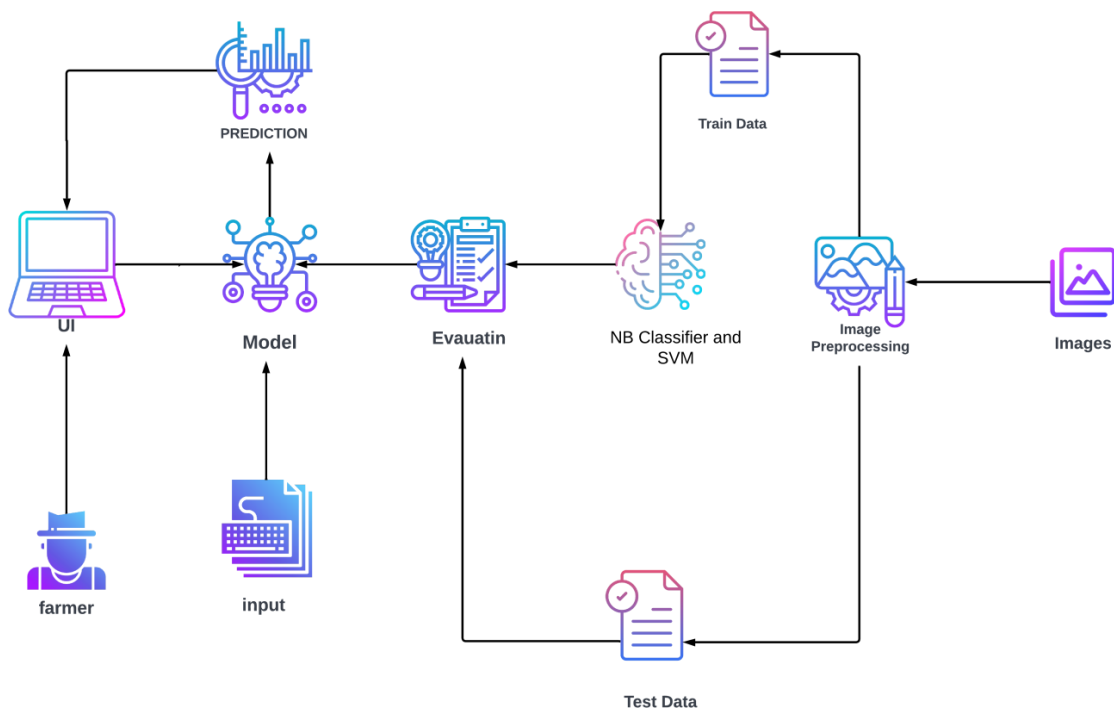 PREDICTION
Train Data
UI
Model
Evauatin
NB Classifier and
SVM
Image
Preprocessing
Images
farmer
input
Test Data